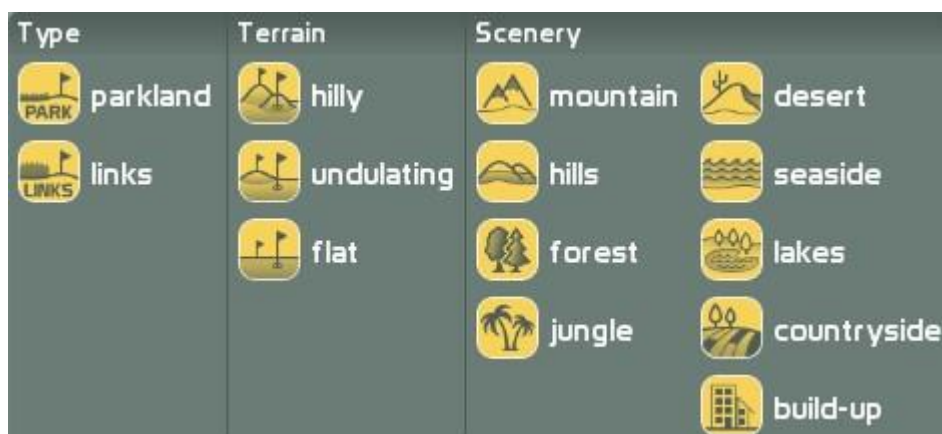 Type
PARK parkland
LINKS links
Terrain
hilly
undulating
flat
Scenery
mountain
hills
forest
jungle
desert
seaside
lakes
countryside
build-up